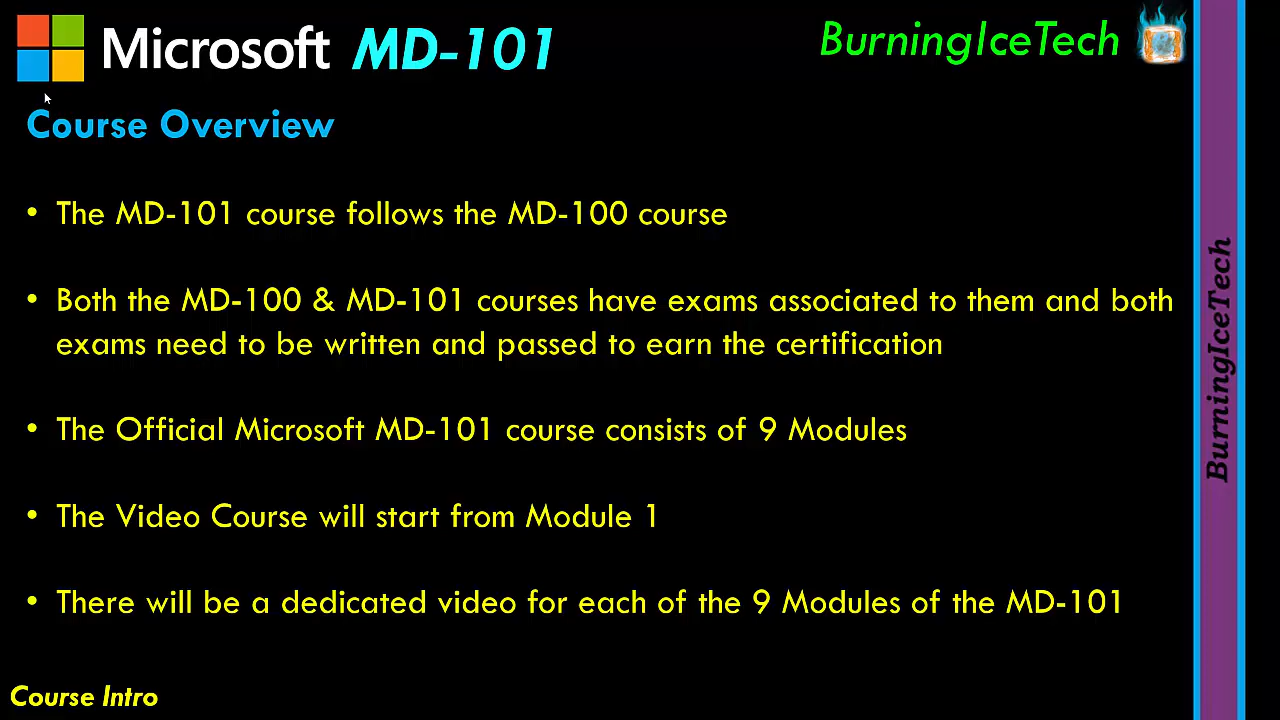 Microsoft MD-101
BurningIceTech
Course Overview
• The MD-101 course follows the MD-100 course
• Both the MD-100 & MD-101 courses have exams associated to them and both
exams need to be written and passed to earn the certification
• The Official Microsoft MD-101 course consists of 9 Modules
• The Video Course will start from Module 1
• There will be a dedicated video for each of the 9 Modules of the MD-101
Course Intro
BurningIceTech